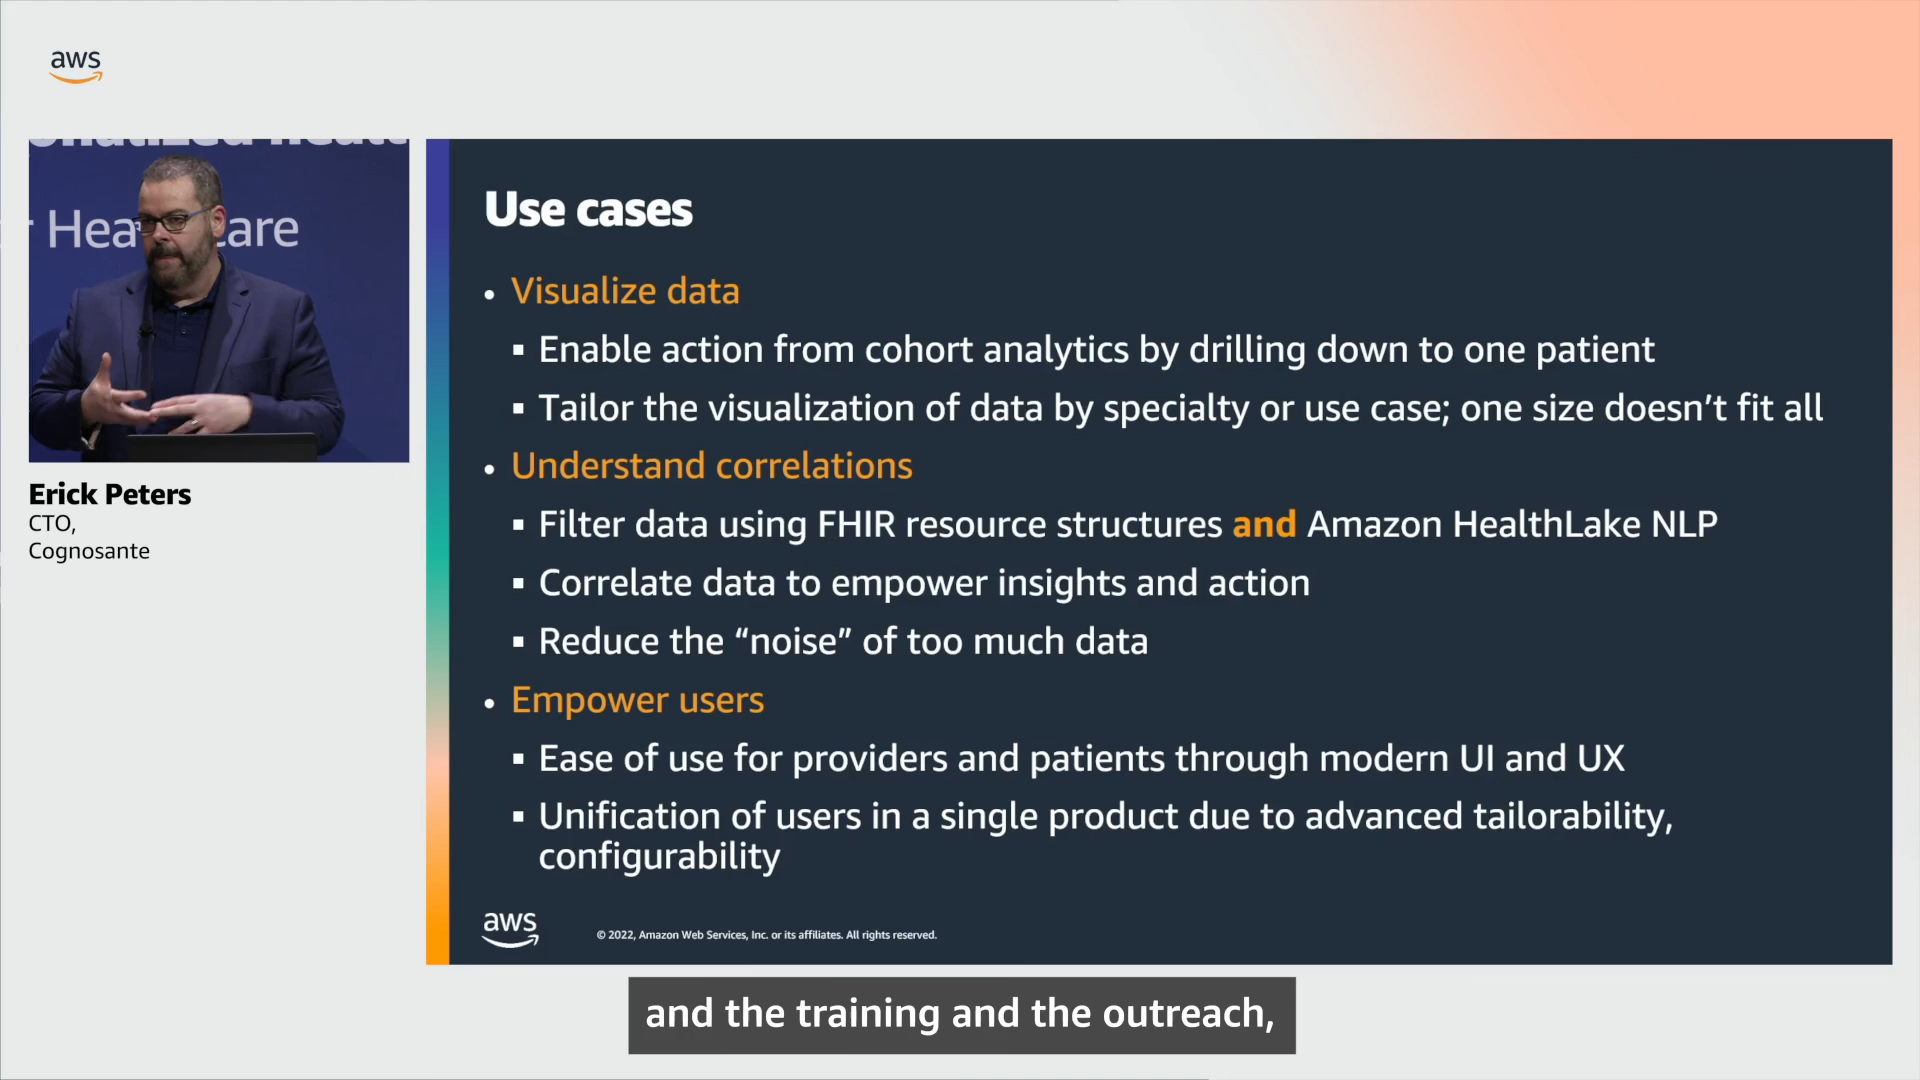 aws
onalized healt
r Hea care
Erick Peters
CTO,
Cognosante
Use cases
• Visualize data
▪ Enable action from cohort analytics by drilling down to one patient
▪ Tailor the visualization of data by specialty or use case; one size doesn’t fit all
• Understand correlations
▪ Filter data using FHIR resource structures and Amazon HealthLake NLP
▪ Correlate data to empower insights and action
▪ Reduce the “noise” of too much data
• Empower users
▪ Ease of use for providers and patients through modern UI and UX
▪ Unification of users in a single product due to advanced tailorability,
configurability
aws
© 2022, Amazon Web Services, Inc. or its affiliates. All rights reserved.
and the training and the outreach,